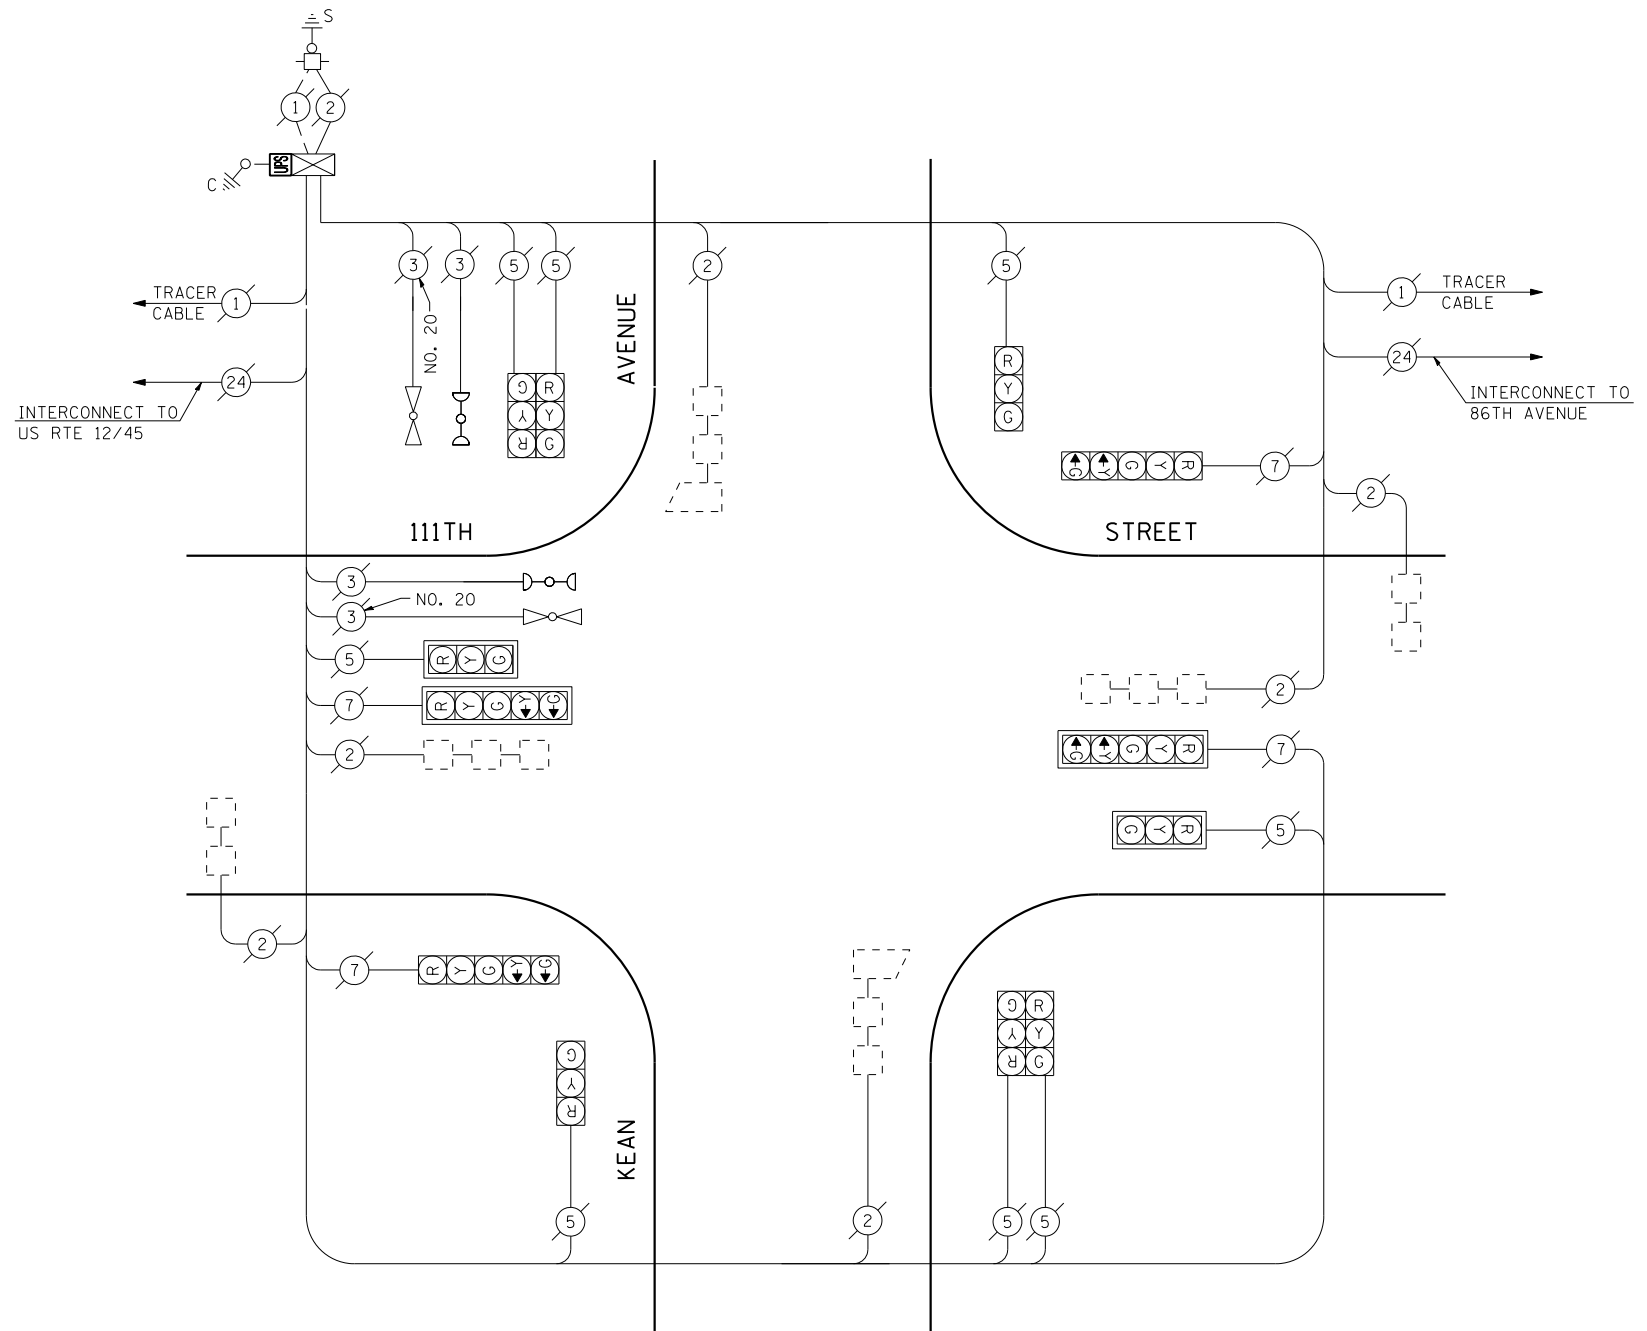 S
1 2
UPS
C
3 3 5 5 2 5
TRACER
CABLE
1
1
TRACER
CABLE
NO. 20
AVENUE
24
INTERCONNECT TO
US RTE 12/45
24
INTERCONNECT TO
86TH AVENUE
G R
Y Y
R G
R
Y
G
G Y G Y R
7
2
111TH
STREET
3
3
NO. 20
5
R Y G
7
R Y G Y G
2
2
G Y G Y R
7
G Y R
5
2
7
R Y G Y G
G
Y
R
G R
Y Y
R G
KEAN
5 2 5 5